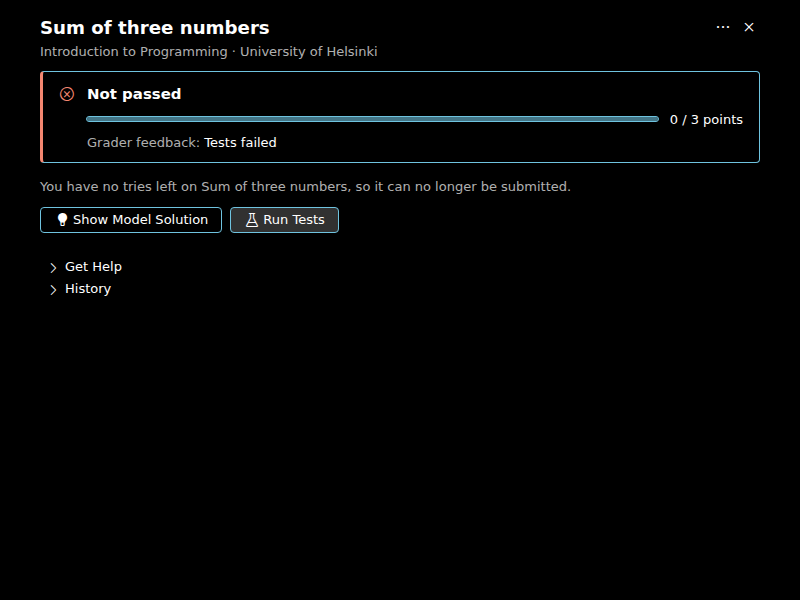 Sum of three numbers
Introduction to Programming · University of Helsinki
Not passed
0 / 3 points
Grader feedback: Tests failed
You have no tries left on Sum of three numbers, so it can no longer be submitted.
Show Model Solution
Run Tests
Get Help
History